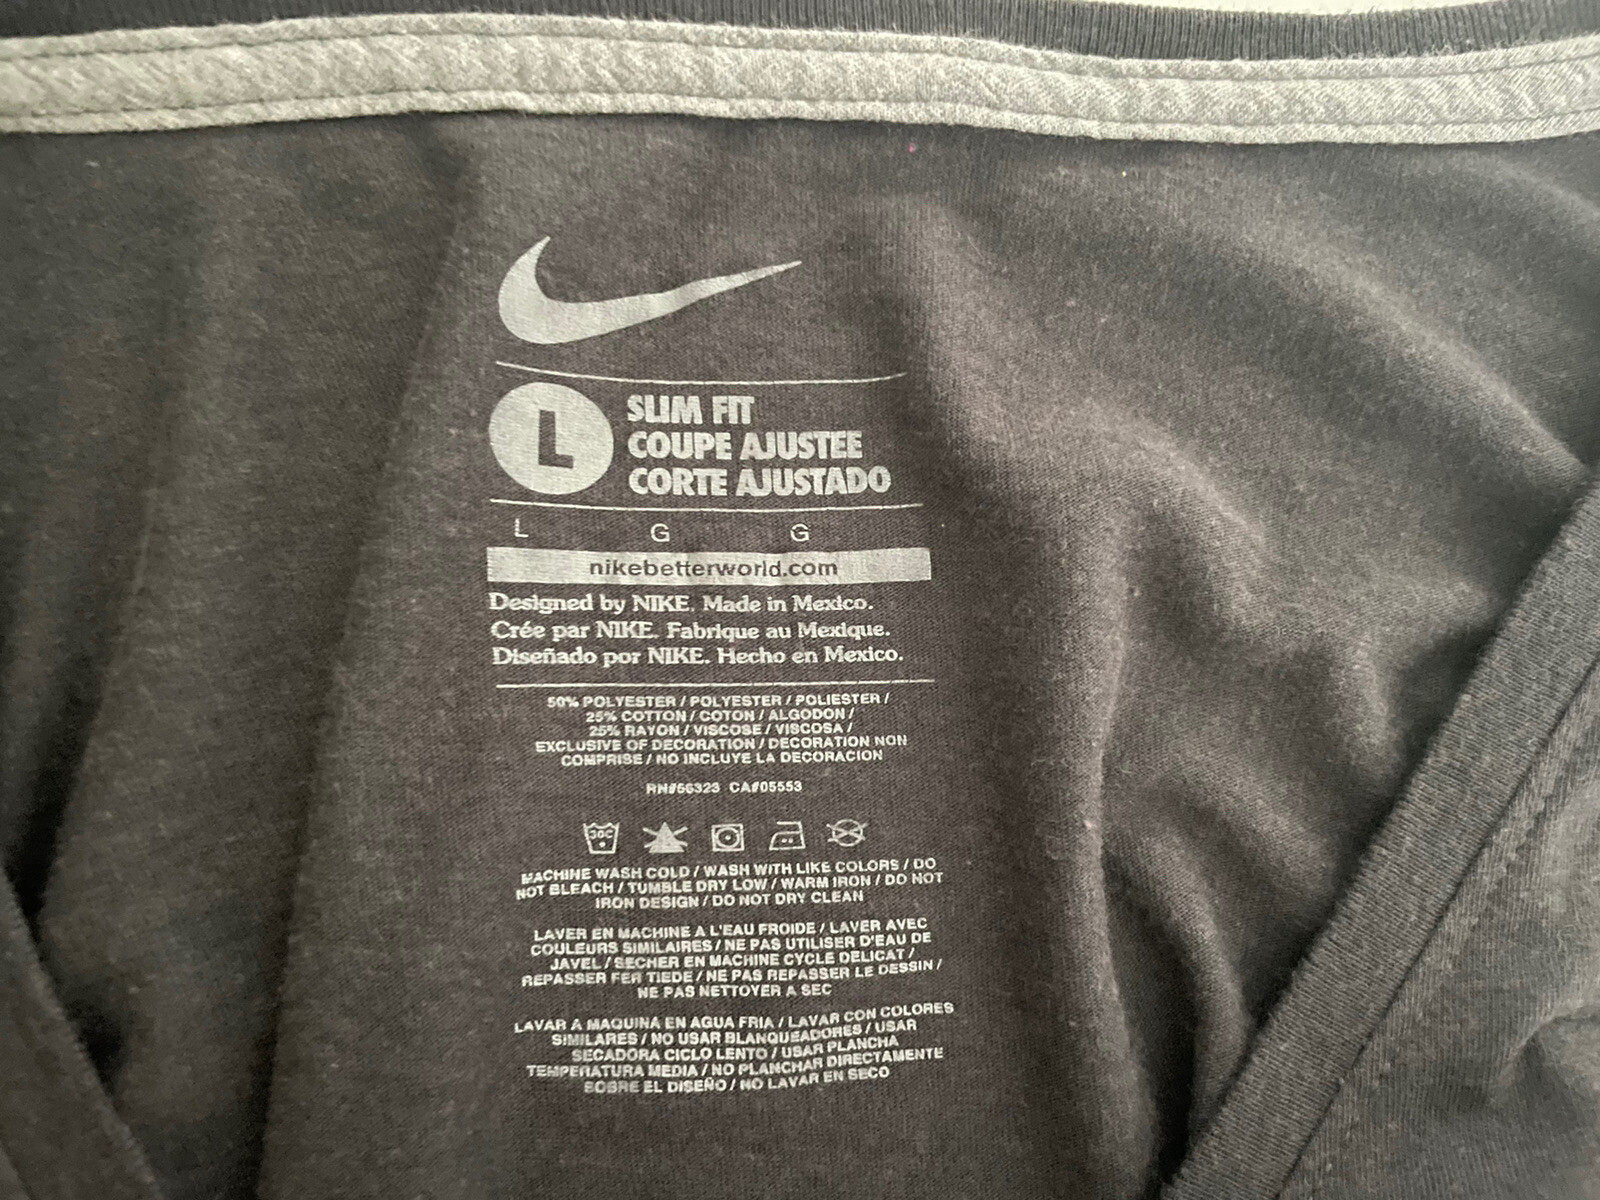 L
SLIM FIT
COUPE AJUSTEE
CORTE AJUSTADO
L G G
nikebetterworld.com
Designed by NIKE. Made in Mexico.
Crée par NIKE. Fabrique au Mexique.
Diseñado por NIKE. Hecho en Mexico.
50% POLYESTER / POLYESTER / POLIESTER /
25% COTTON / COTON / ALGODON /
25% RAYON / VISCOSE / VISCOSA /
EXCLUSIVE OF DECORATION / DECORATION NON
COMPRISE / NO INCLUYE LA DECORACION
RN#56323 CA#05553
30C
MACHINE WASH COLD / WASH WITH LIKE COLORS / DO
NOT BLEACH / TUMBLE DRY LOW / WARM IRON / DO NOT
IRON DESIGN / DO NOT DRY CLEAN
LAVER EN MACHINE A L'EAU FROIDE / LAVER AVEC
COULEURS SIMILAIRES / NE PAS UTILISER D'EAU DE
JAVEL / SECHER EN MACHINE CYCLE DELICAT /
REPASSER FER TIEDE / NE PAS REPASSER LE DESSIN /
NE PAS NETTOYER A SEC
LAVAR A MAQUINA EN AGUA FRIA / LAVAR CON COLORES
SIMILARES / NO USAR BLANQUEADORES / USAR
SECADORA CICLO LENTO / USAR PLANCHA
TEMPERATURA MEDIA / NO PLANCHAR DIRECTAMENTE
SOBRE EL DISEÑO / NO LAVAR EN SECO